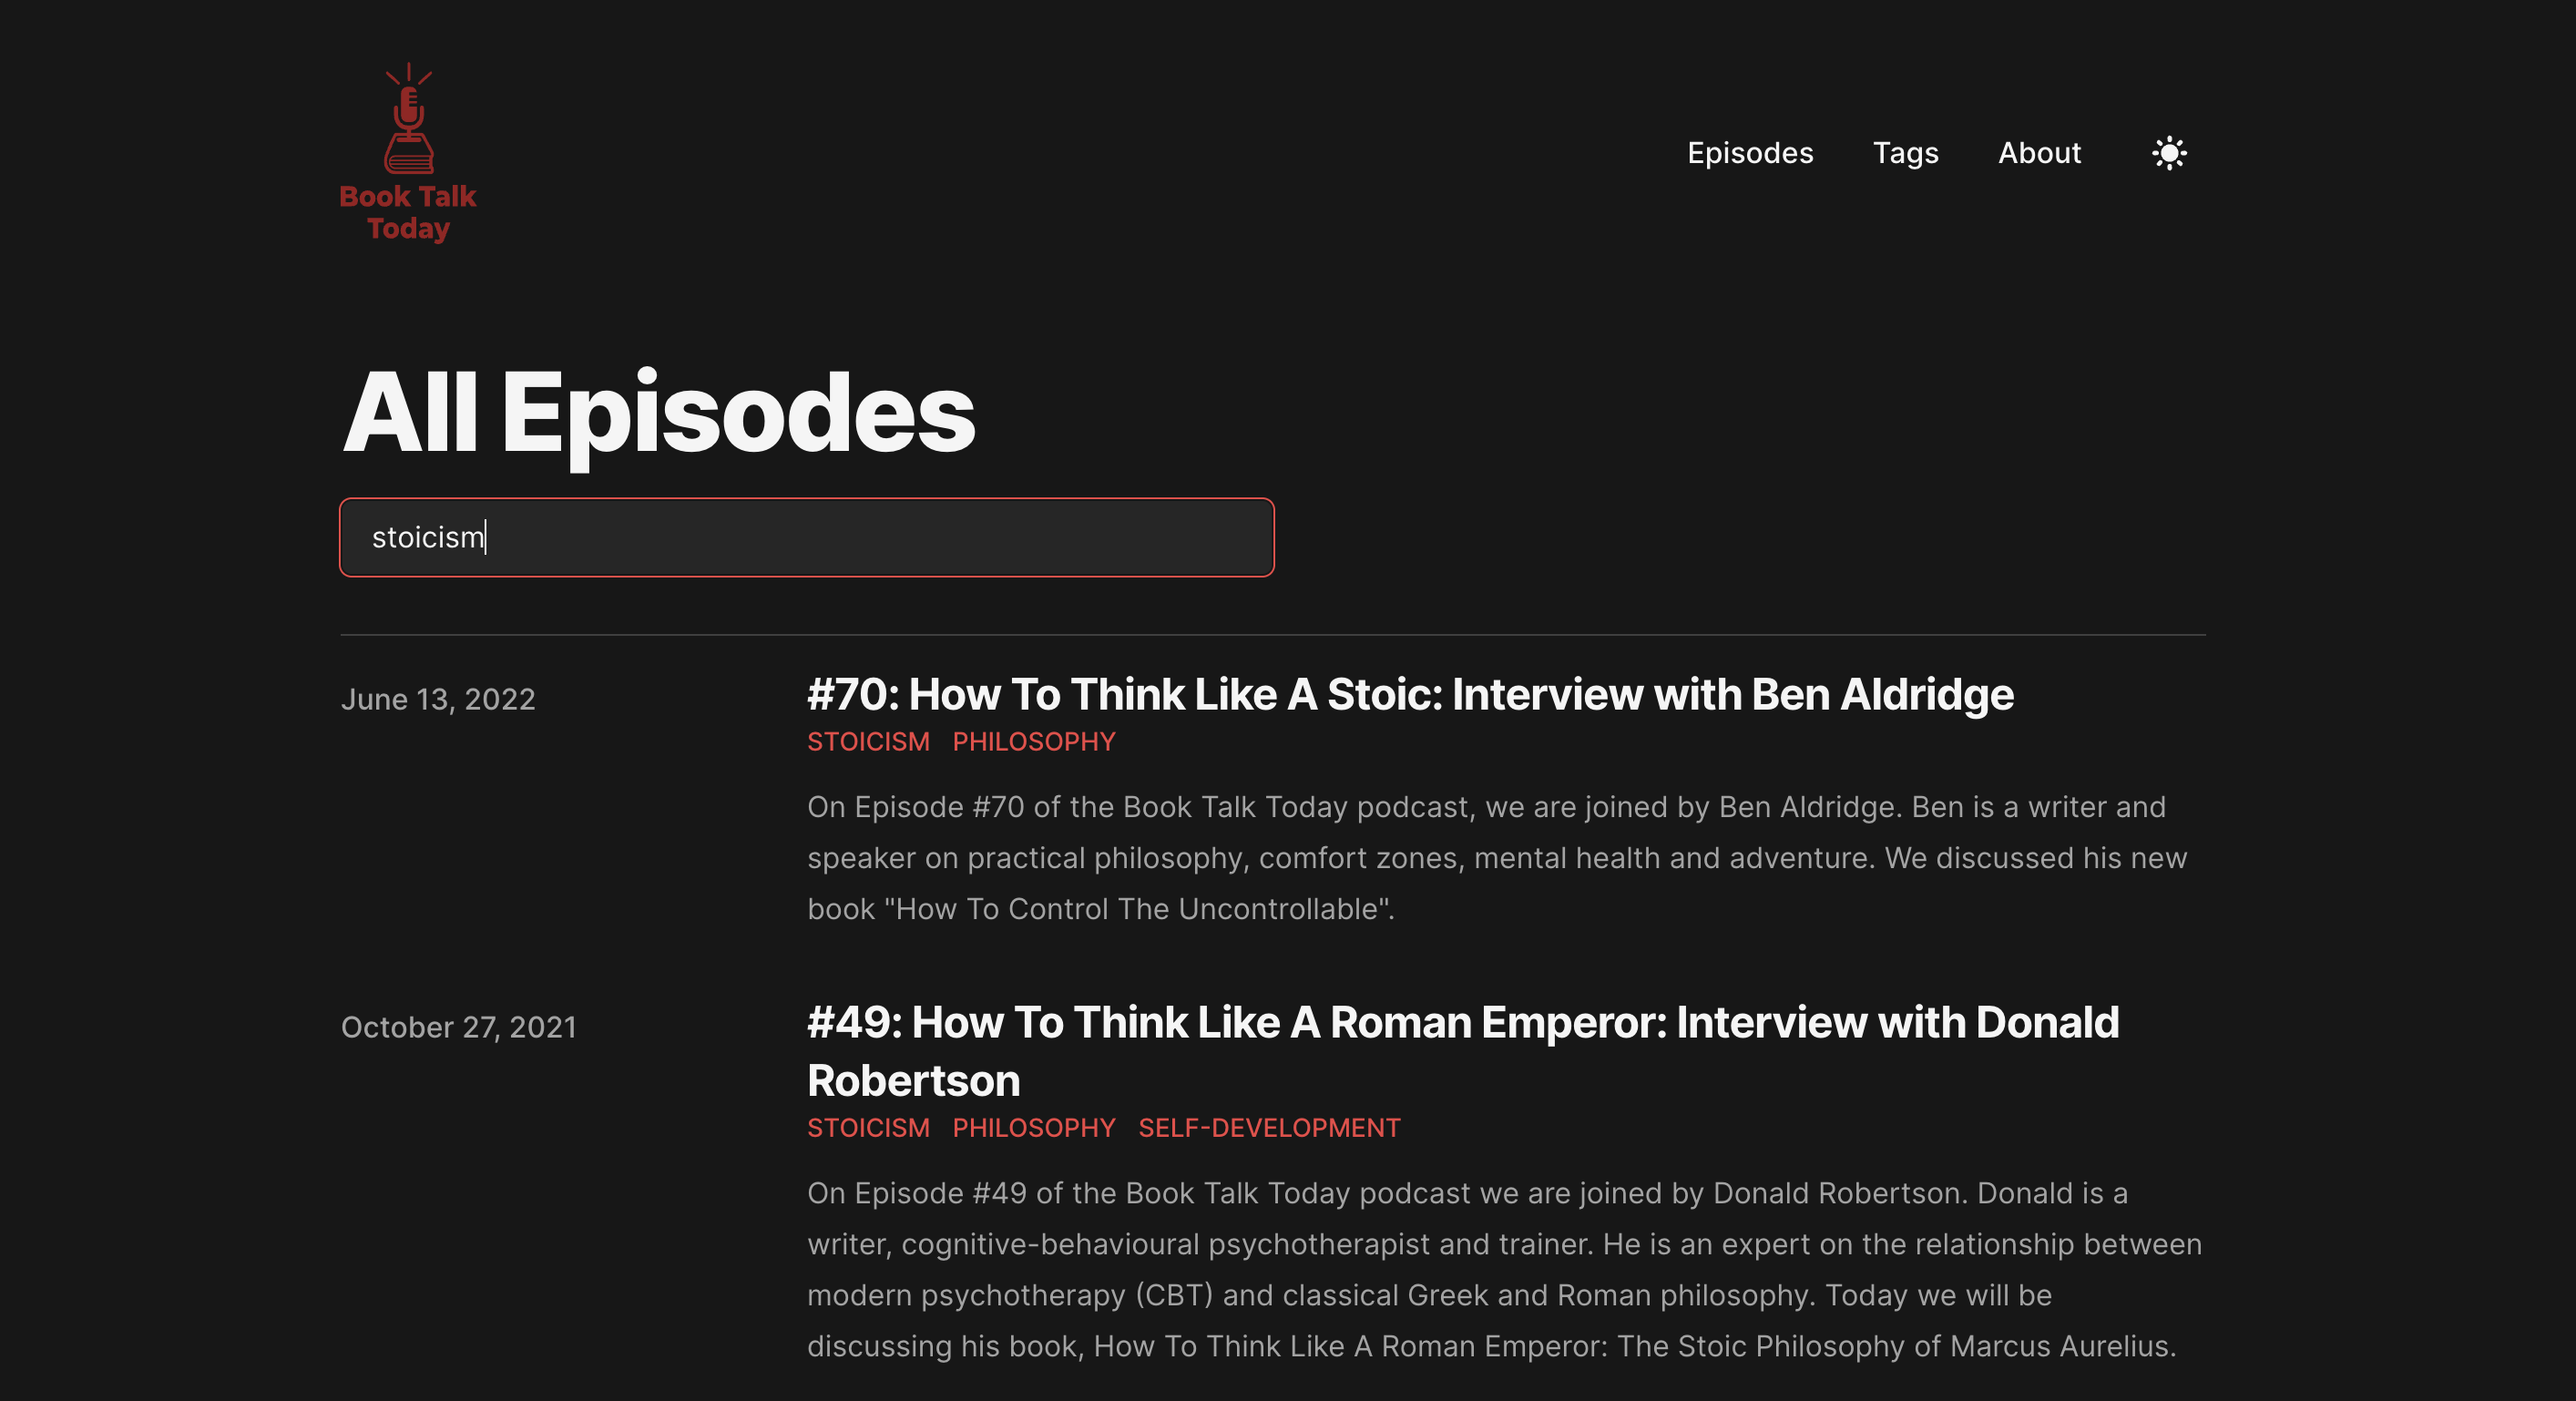 Book Talk
Today
Episodes Tags About
All Episodes
stoicism
June 13, 2022
#70: How To Think Like A Stoic: Interview with Ben Aldridge
STOICISM PHILOSOPHY
On Episode #70 of the Book Talk Today podcast, we are joined by Ben Aldridge. Ben is a writer and
speaker on practical philosophy, comfort zones, mental health and adventure. We discussed his new
book "How To Control The Uncontrollable".
October 27, 2021
#49: How To Think Like A Roman Emperor: Interview with Donald
Robertson
STOICISM PHILOSOPHY SELF-DEVELOPMENT
On Episode #49 of the Book Talk Today podcast we are joined by Donald Robertson. Donald is a
writer, cognitive-behavioural psychotherapist and trainer. He is an expert on the relationship between
modern psychotherapy (CBT) and classical Greek and Roman philosophy. Today we will be
discussing his book, How To Think Like A Roman Emperor: The Stoic Philosophy of Marcus Aurelius.